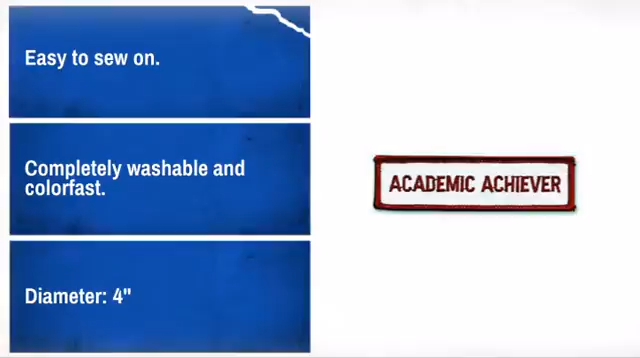 Easy to sew on.
Completely washable and
colorfast.
Diameter: 4"
ACADEMIC ACHIEVER